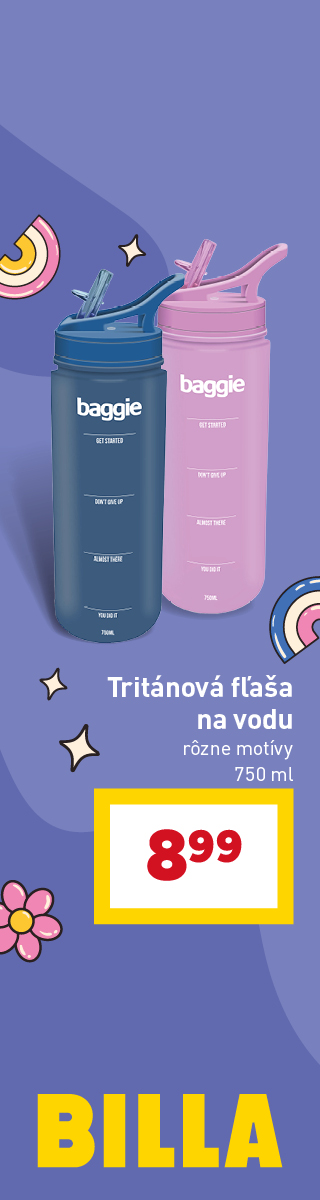 baggie
GET STARTED
DON'T GIVE UP
ALMOST THERE
YOU DID IT
750ML
baggie
GET STARTED
DON'T GIVE UP
ALMOST THERE
YOU DID IT
750ML
Tritánová fľaša
na vodu
rôzne motívy
750 ml
8⁹⁹
BILLA